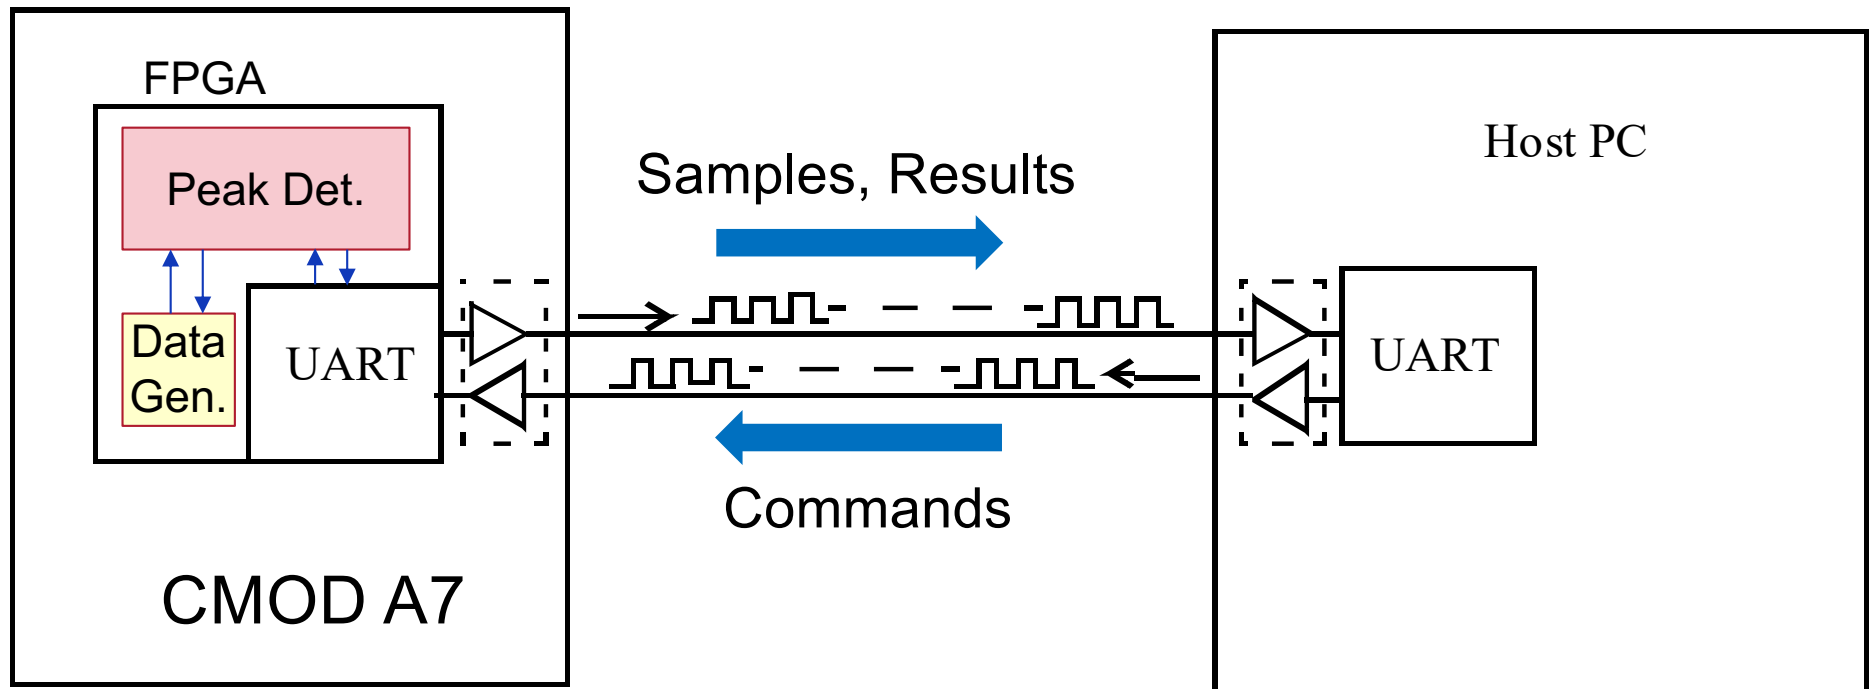 FPGA
Peak Det.
Data
Gen.
UART
CMOD A7
Samples, Results
Commands
Host PC
UART